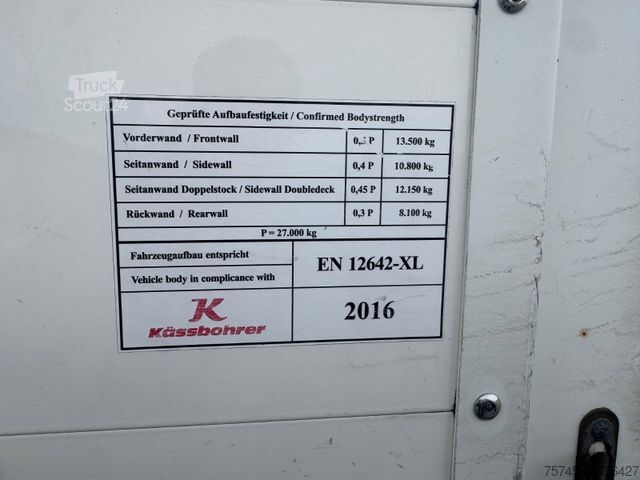 Truck
Scout24
Geprüfte Aufbaufestigkeit / Confirmed Bodystrength
Vorderwand / Frontwall 13.500 kg
Seitanwand / Sidewall 0,4 P 10.800 kg
Seitanwand Doppelstock / Sidewall Doubledeck 0,45 P 12.150 kg
Rückwand / Rearwall 0.3 P 8.100 kg
P = 27.000 kg
Fahrzeugaufbau entspricht
Vehicle body in complicance with
EN 12642-XL
K
Kässbohrer
2016